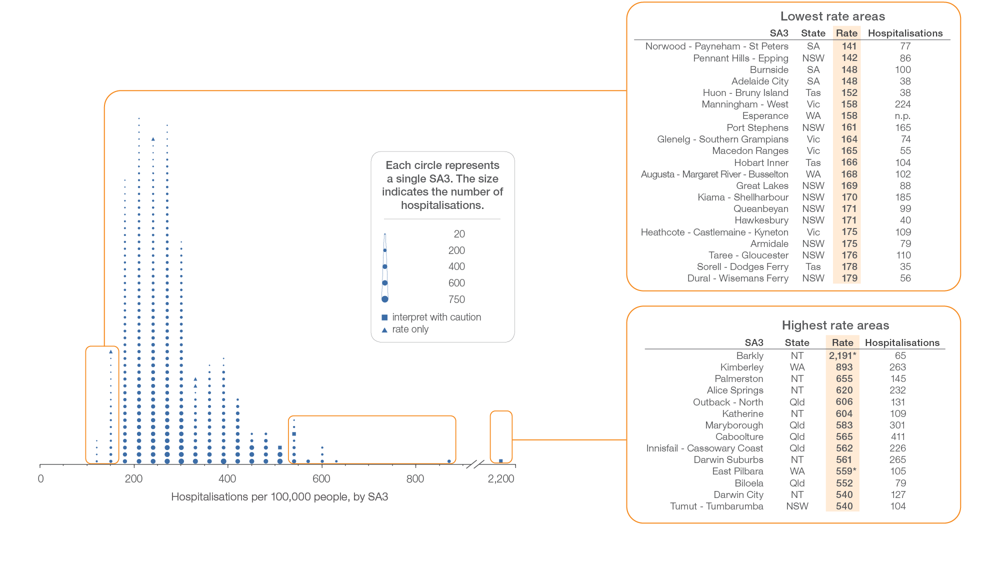 Lowest rate areas
SA3 State Rate Hospitalisations
Norwood - Payneham - St Peters SA 141 77
Pennant Hills - Epping NSW 142 86
Burnside SA 148 100
Adelaide City SA 148 38
Huon - Bruny Island Tas 152 38
Manningham - West Vic 158 224
Esperance WA 158 n.p.
Port Stephens NSW 161 165
Glenelg - Southern Grampians Vic 164 74
Macedon Ranges Vic 165 55
Hobart Inner Tas 166 104
Augusta - Margaret River - Busselton WA 168 102
Great Lakes NSW 169 88
Kiama - Shellharbour NSW 170 185
Queanbeyan NSW 171 99
Hawkesbury NSW 171 40
Heathcote - Castlemaine - Kyneton Vic 175 109
Armidale NSW 175 79
Taree - Gloucester NSW 176 110
Sorell - Dodges Ferry Tas 178 35
Dural - Wisemans Ferry NSW 179 56
Each circle represents
a single SA3. The size
indicates the number of
hospitalisations.
20
200
400
600
750
interpret with caution
rate only
Highest rate areas
SA3 State Rate Hospitalisations
Barkly NT 2,191* 65
Kimberley WA 893 263
Palmerston NT 655 145
Alice Springs NT 620 232
Outback - North Qld 606 131
Katherine NT 604 109
Maryborough Qld 583 301
Caboolture Qld 565 411
Innisfail - Cassowary Coast Qld 562 226
Darwin Suburbs NT 561 265
East Pilbara WA 559* 105
Biloela Qld 552 79
Darwin City NT 540 127
Tumut - Tumbarumba NSW 540 104
0 200 400 600 800 2,200
Hospitalisations per 100,000 people, by SA3